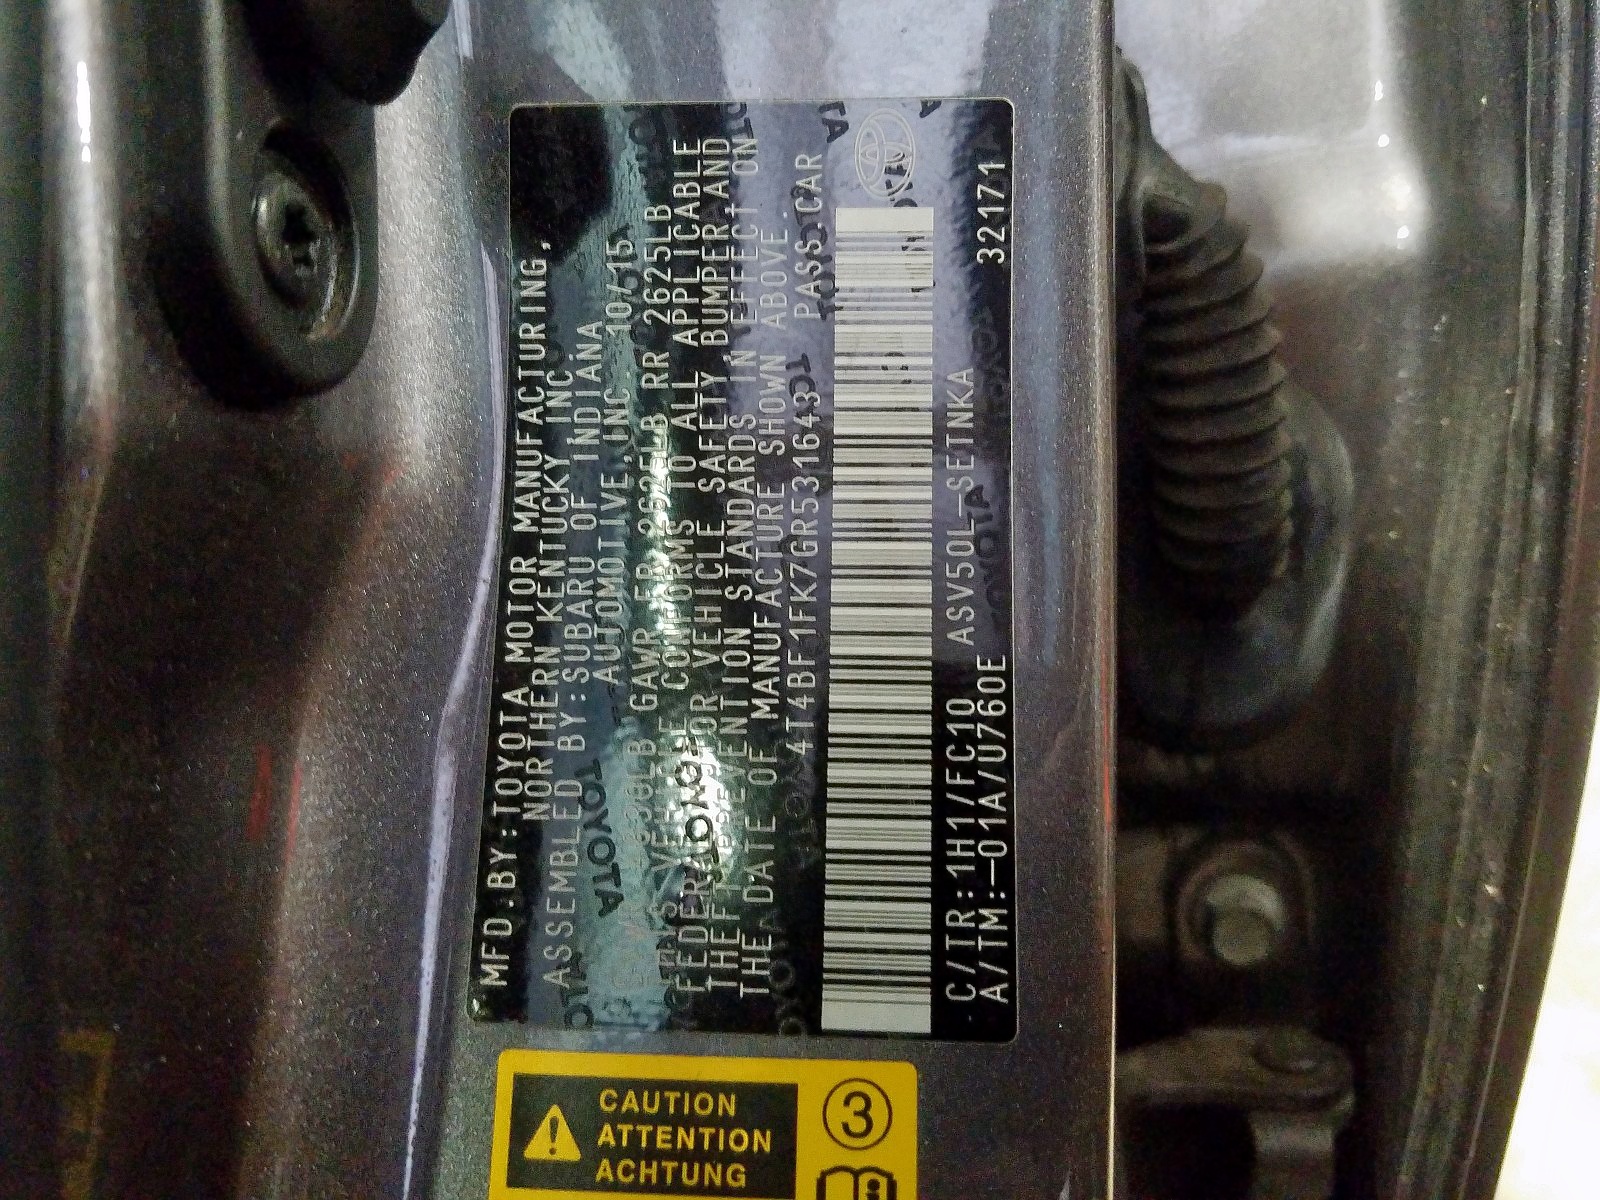 MFD.BY:TOYOTA MOTOR MANUFACTURING,
NORTHERN KENTUCKY INC.
ASSEMBLED BY:SUBARU OF INDIANA
AUTOMOTIVE,INC 10/15
GAWR RR 2625LB
VEHICLE CONFORMS TO ALL APPLICABLE
FEDERAL MOTOR VEHICLE SAFETY,BUMPER,AND
THEFT PREVENTION STANDARDS IN EFFECT ON
THE DATE OF MANUFACTURE SHOWN ABOVE.
4T4BF1FK7GR531643 PASS.CAR
C/TR:1H1/FC10 ASV50L-SETNKA
A/TM:-01A/U760E 32171
CAUTION
ATTENTION
ACHTUNG
3